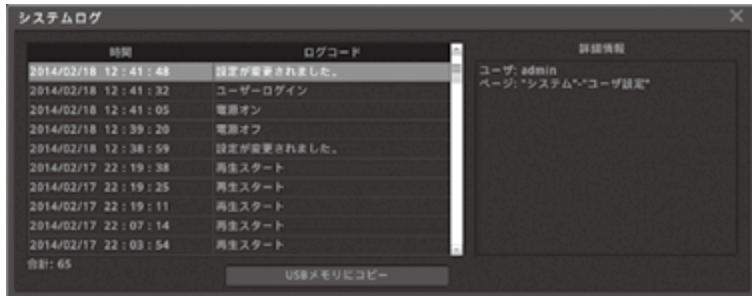 システムログ
時間 ログコード 詳細情報
2014/02/18 12:41:48 設定が変更されました。 ユーザ: admin
2014/02/18 12:41:32 ユーザーログイン ページ: "システム"-"ユーザ設定"
2014/02/18 12:41:05 電源オン
2014/02/18 12:39:20 電源オフ
2014/02/18 12:38:59 設定が変更されました。
2014/02/17 22:19:38 再生スタート
2014/02/17 22:19:25 再生スタート
2014/02/17 22:19:11 再生スタート
2014/02/17 22:07:14 再生スタート
2014/02/17 22:03:54 再生スタート
合計: 65
USBメモリにコピー